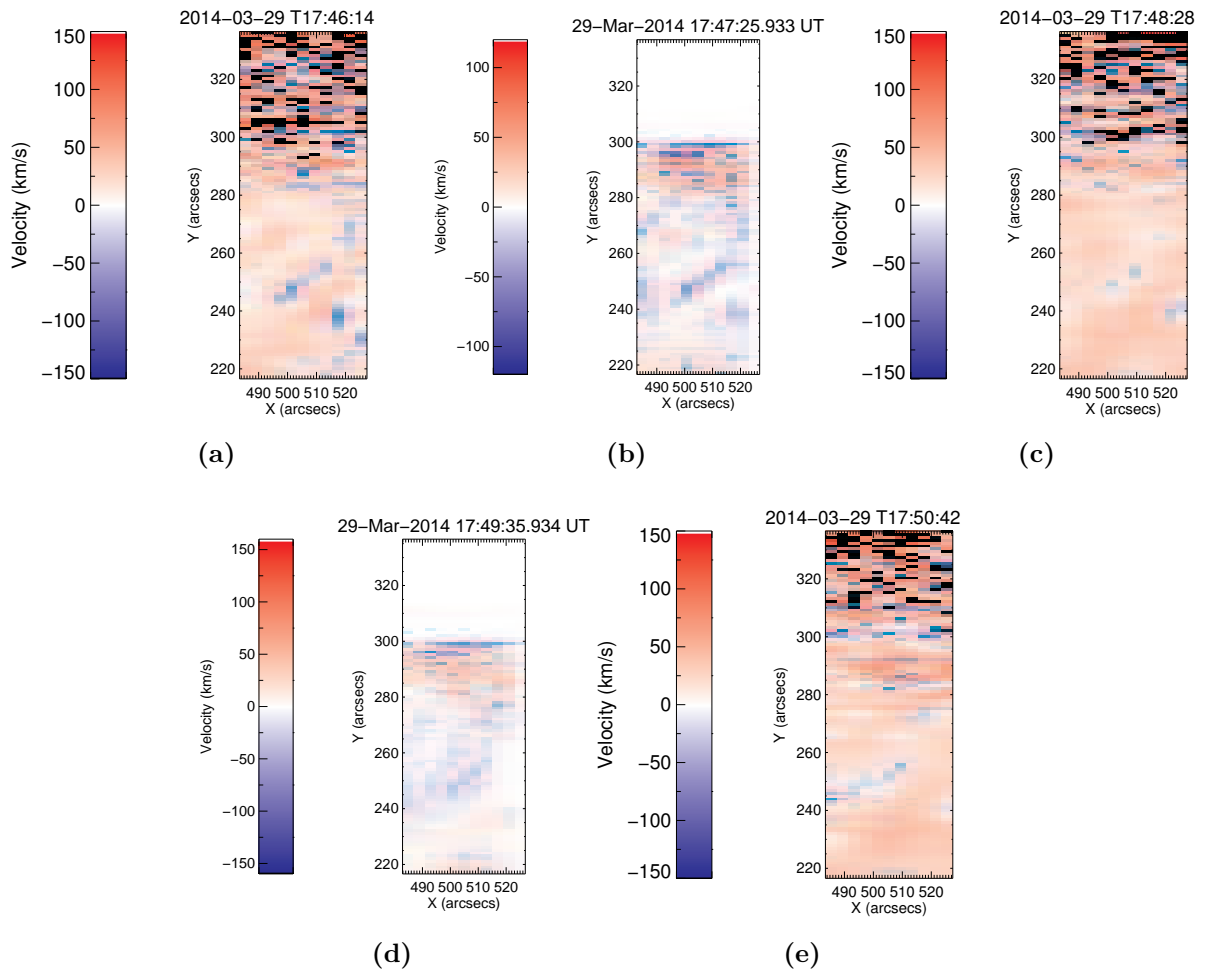 2014−03−29 T17:46:14
150
100
50
0
−50
−100
−150
Velocity (km/s)
320
300
280
260
240
220
Y (arcsecs)
490 500 510 520
X (arcsecs)
(a)
29−Mar−2014 17:47:25.933 UT
100
50
0
−50
−100
Velocity (km/s)
320
300
280
260
240
220
Y (arcsecs)
490 500 510 520
X (arcsecs)
(b)
2014−03−29 T17:48:28
150
100
50
0
−50
−100
−150
Velocity (km/s)
320
300
280
260
240
220
Y (arcsecs)
490 500 510 520
X (arcsecs)
(c)
29−Mar−2014 17:49:35.934 UT
150
100
50
0
−50
−100
−150
Velocity (km/s)
320
300
280
260
240
220
Y (arcsecs)
490 500 510 520
X (arcsecs)
(d)
2014−03−29 T17:50:42
150
100
50
0
−50
−100
−150
Velocity (km/s)
320
300
280
260
240
220
Y (arcsecs)
490 500 510 520
X (arcsecs)
(e)